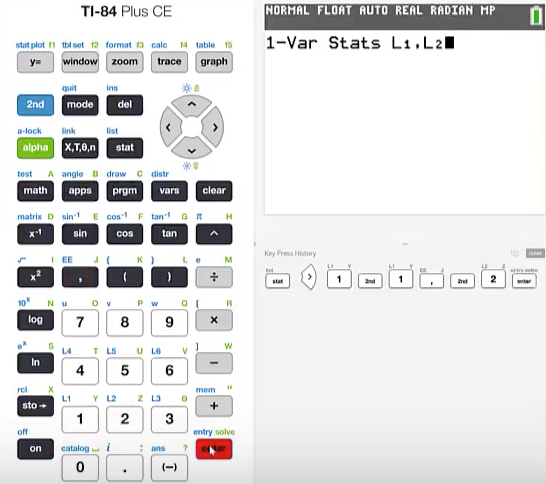 TI-84 Plus CE
stat plot f1 tbl set f2 format f3 calc f4 table f5
y= window zoom trace graph
quit ins
2nd mode del
a-lock link list
alpha X,T,θ,n stat
test A angle B draw C distr
math apps prgm vars clear
matrix D sin⁻¹ E cos⁻¹ F tan⁻¹ G π H
x⁻¹ sin cos tan ^
√ I EE J { K } L e M
x² , ( ) ÷
10ˣ N u O v P w Q [ R
log 7 8 9 ×
eˣ S L4 T L5 U L6 V ] W
ln 4 5 6 −
rcl X L1 Y L2 Z L3 θ mem "
sto→ 1 2 3 +
off catalog ⎵ i : ans ? entry solve
on 0 . (−) enter
NORMAL FLOAT AUTO REAL RADIAN MP
1-Var Stats L₁,L₂
Key Press History CLEAR
list L1 Y L1 Y EE J L2 Z entry solve
stat > 1 2nd 1 , 2nd 2 enter